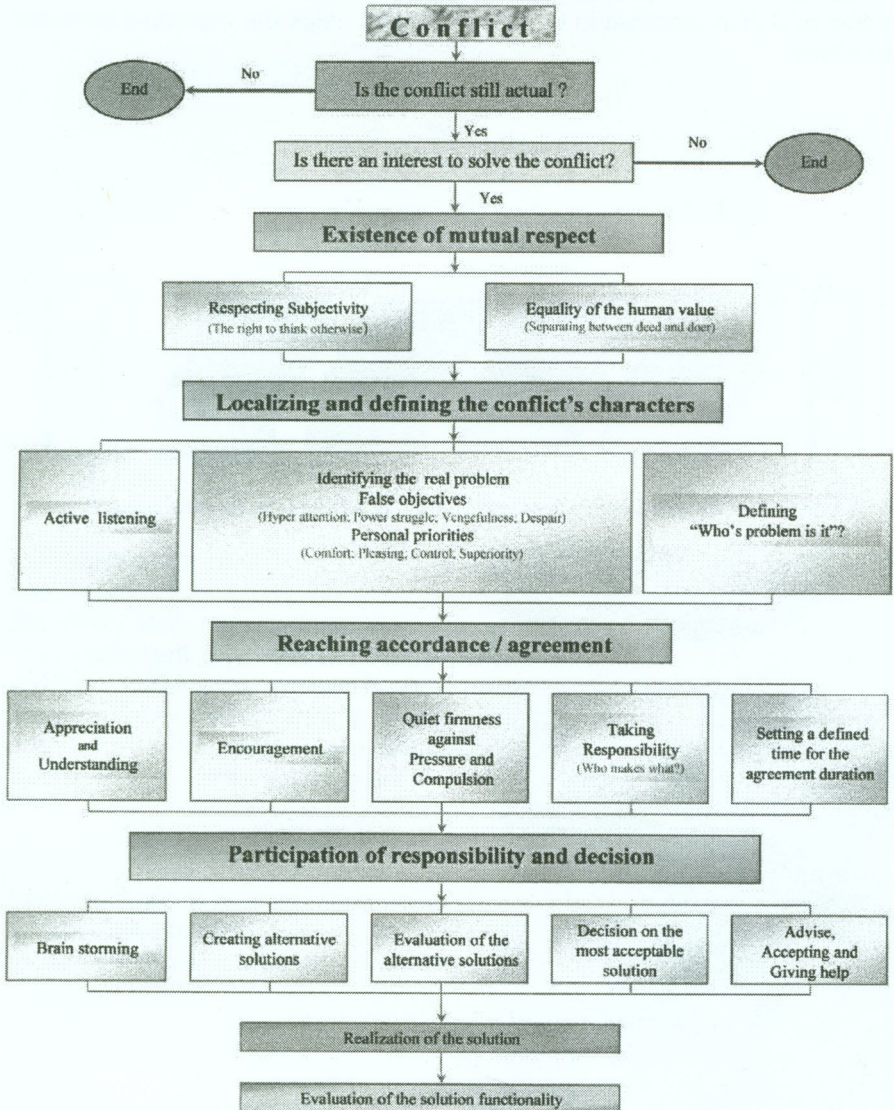 Conflict
No
End
Is the conflict still actual ?
Yes
Is there an interest to solve the conflict?
No
End
Yes
Existence of mutual respect
Respecting Subjectivity
(The right to think otherwise)
Equality of the human value
(Separating between deed and doer)
Localizing and defining the conflict's characters
Active listening
Identifying the real problem
False objectives
(Hyper attention; Power struggle; Vengefulness; Despair)
Personal priorities
(Comfort; Pleasing; Control; Superiority)
Defining
"Who's problem is it"?
Reaching accordance / agreement
Appreciation
and
Understanding
Encouragement
Quiet firmness
against
Pressure and
Compulsion
Taking
Responsibility
(Who makes what?)
Setting a defined
time for the
agreement duration
Participation of responsibility and decision
Brain storming
Creating alternative
solutions
Evaluation of the
alternative solutions
Decision on the
most acceptable
solution
Advise,
Accepting and
Giving help
Realization of the solution
Evaluation of the solution functionality